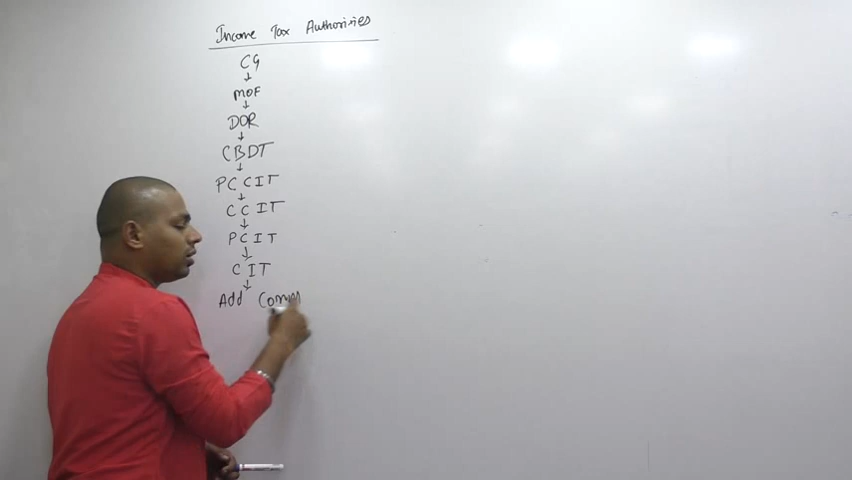 Income Tax Authorities
CG
↓
MOF
↓
DOR
↓
CBDT
↓
PCCIT
↓
CCIT
↓
PCIT
↓
CIT
↓
Add Comm